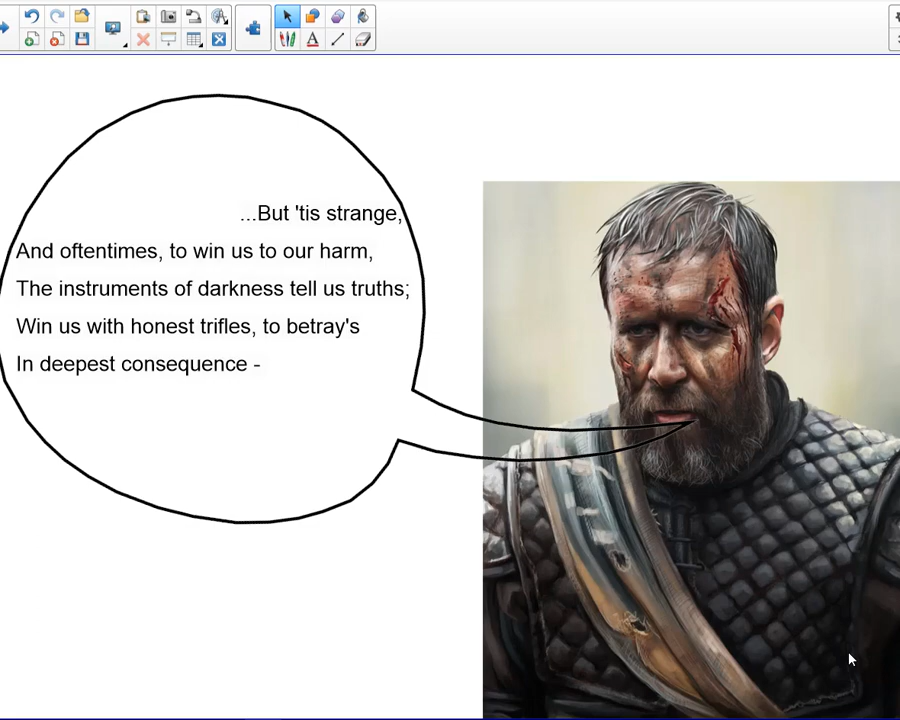 ...But 'tis strange,
And oftentimes, to win us to our harm,
The instruments of darkness tell us truths;
Win us with honest trifles, to betray's
In deepest consequence -